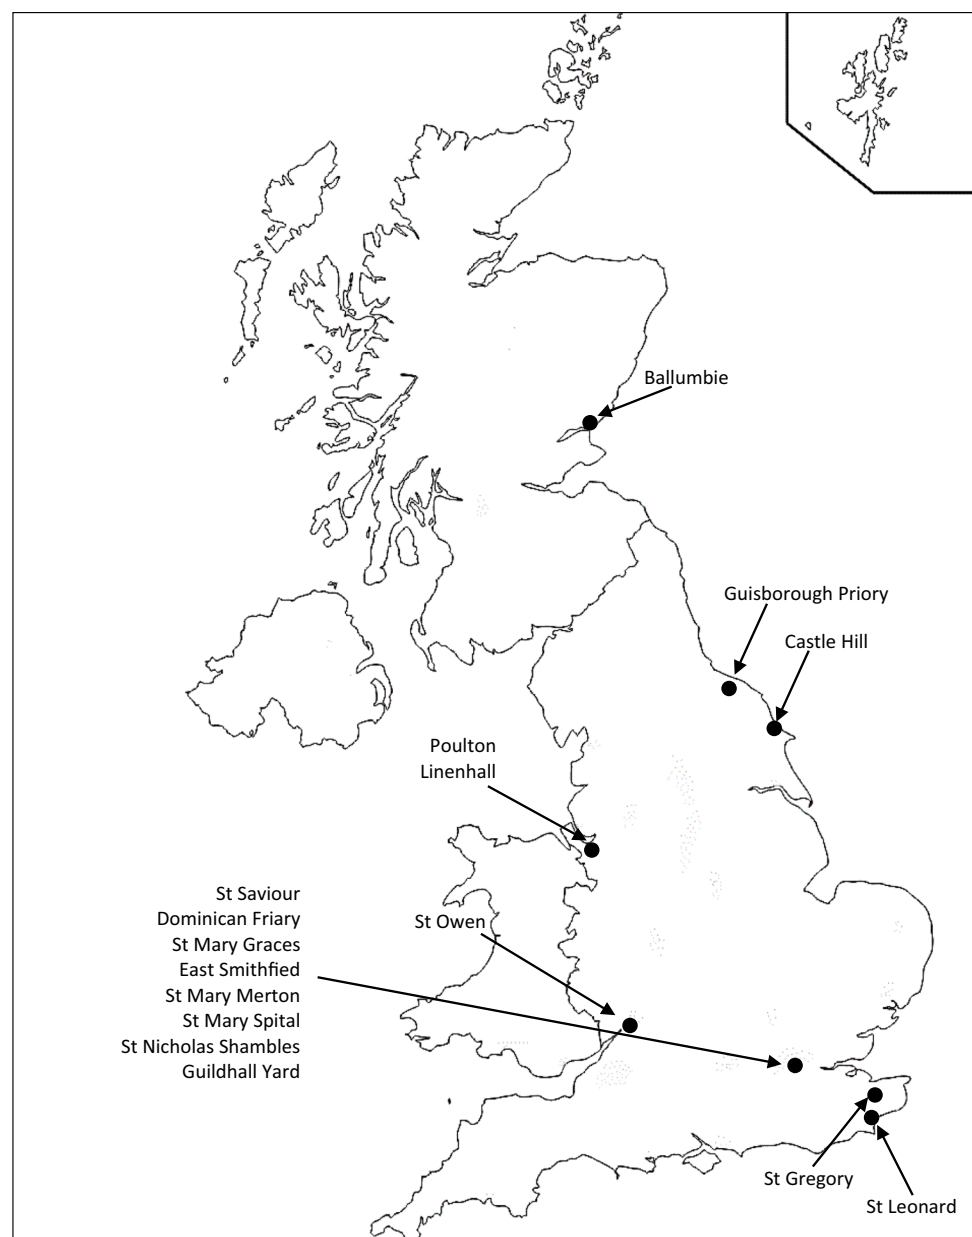 Ballumbie
Guisborough Priory
Castle Hill
Poulton
Linenhall
St Saviour
Dominican Friary
St Mary Graces
East Smithfied
St Mary Merton
St Mary Spital
St Nicholas Shambles
Guildhall Yard
St Owen
St Gregory
St Leonard